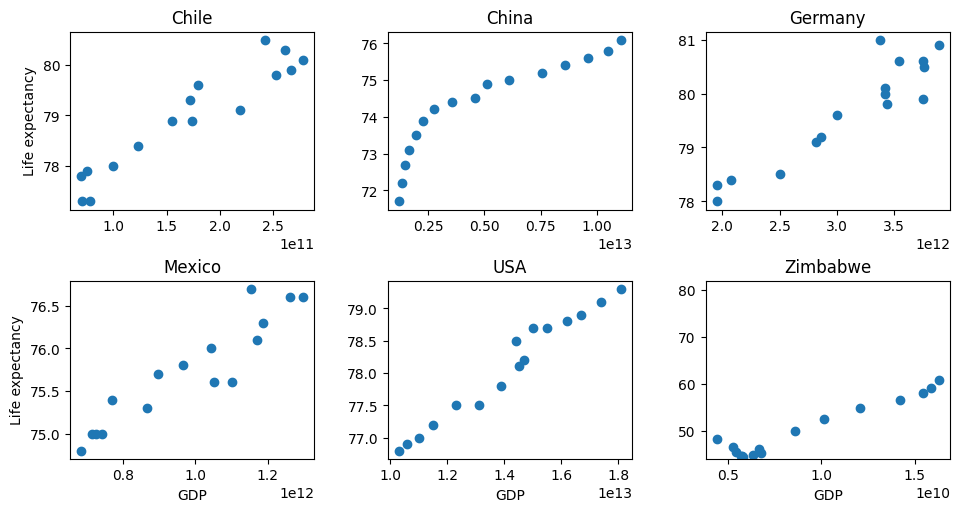 Chile
China
Germany
Life expectancy
80
79
78
1.0 1.5 2.0 2.5
1e11
76
75
74
73
72
0.25 0.50 0.75 1.00
1e13
81
80
79
78
2.0 2.5 3.0 3.5
1e12
Mexico
USA
Zimbabwe
Life expectancy
76.5
76.0
75.5
75.0
0.8 1.0 1.2
1e12
GDP
79.0
78.5
78.0
77.5
77.0
1.0 1.2 1.4 1.6 1.8
1e13
GDP
80
70
60
50
0.5 1.0 1.5
1e10
GDP